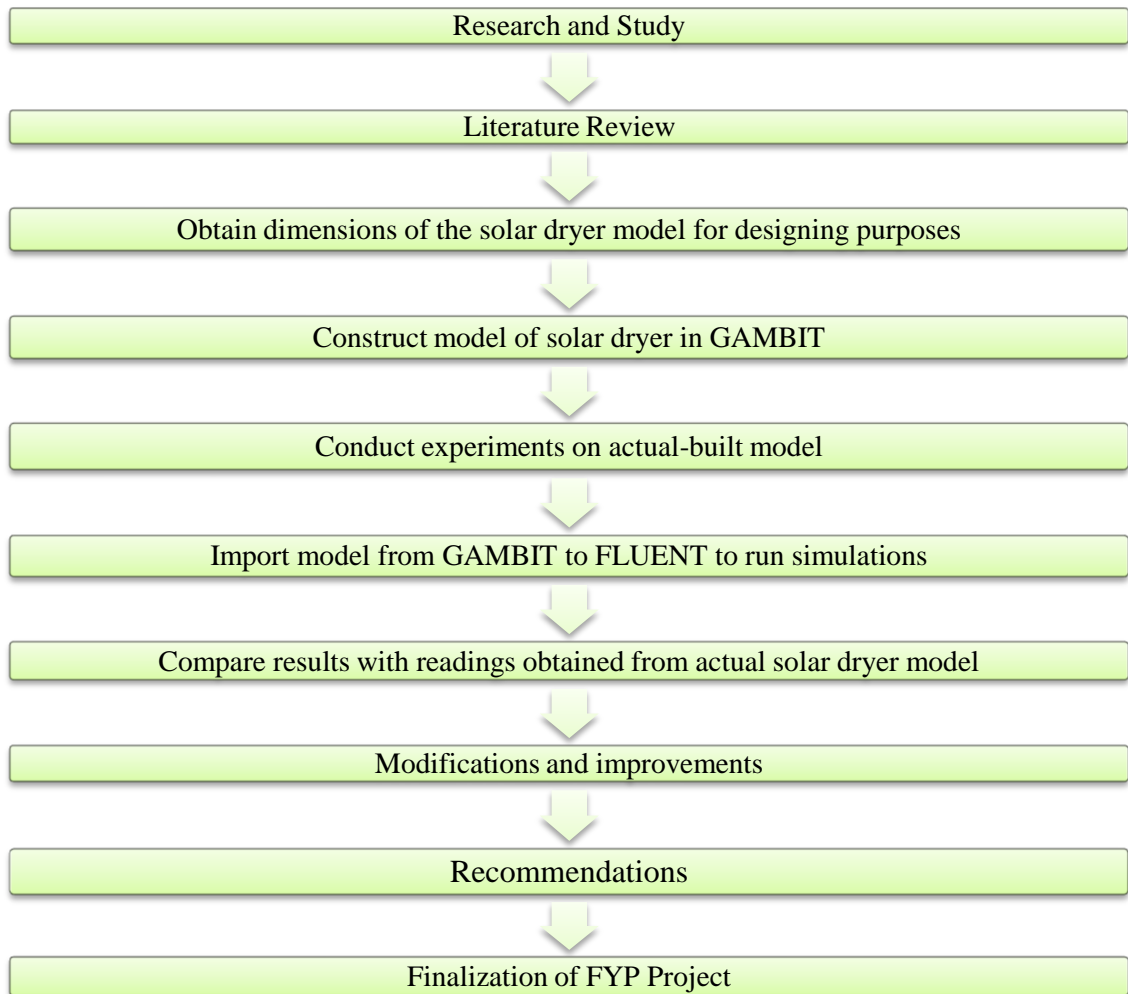 Research and Study
Literature Review
Obtain dimensions of the solar dryer model for designing purposes
Construct model of solar dryer in GAMBIT
Conduct experiments on actual-built model
Import model from GAMBIT to FLUENT to run simulations
Compare results with readings obtained from actual solar dryer model
Modifications and improvements
Recommendations
Finalization of FYP Project